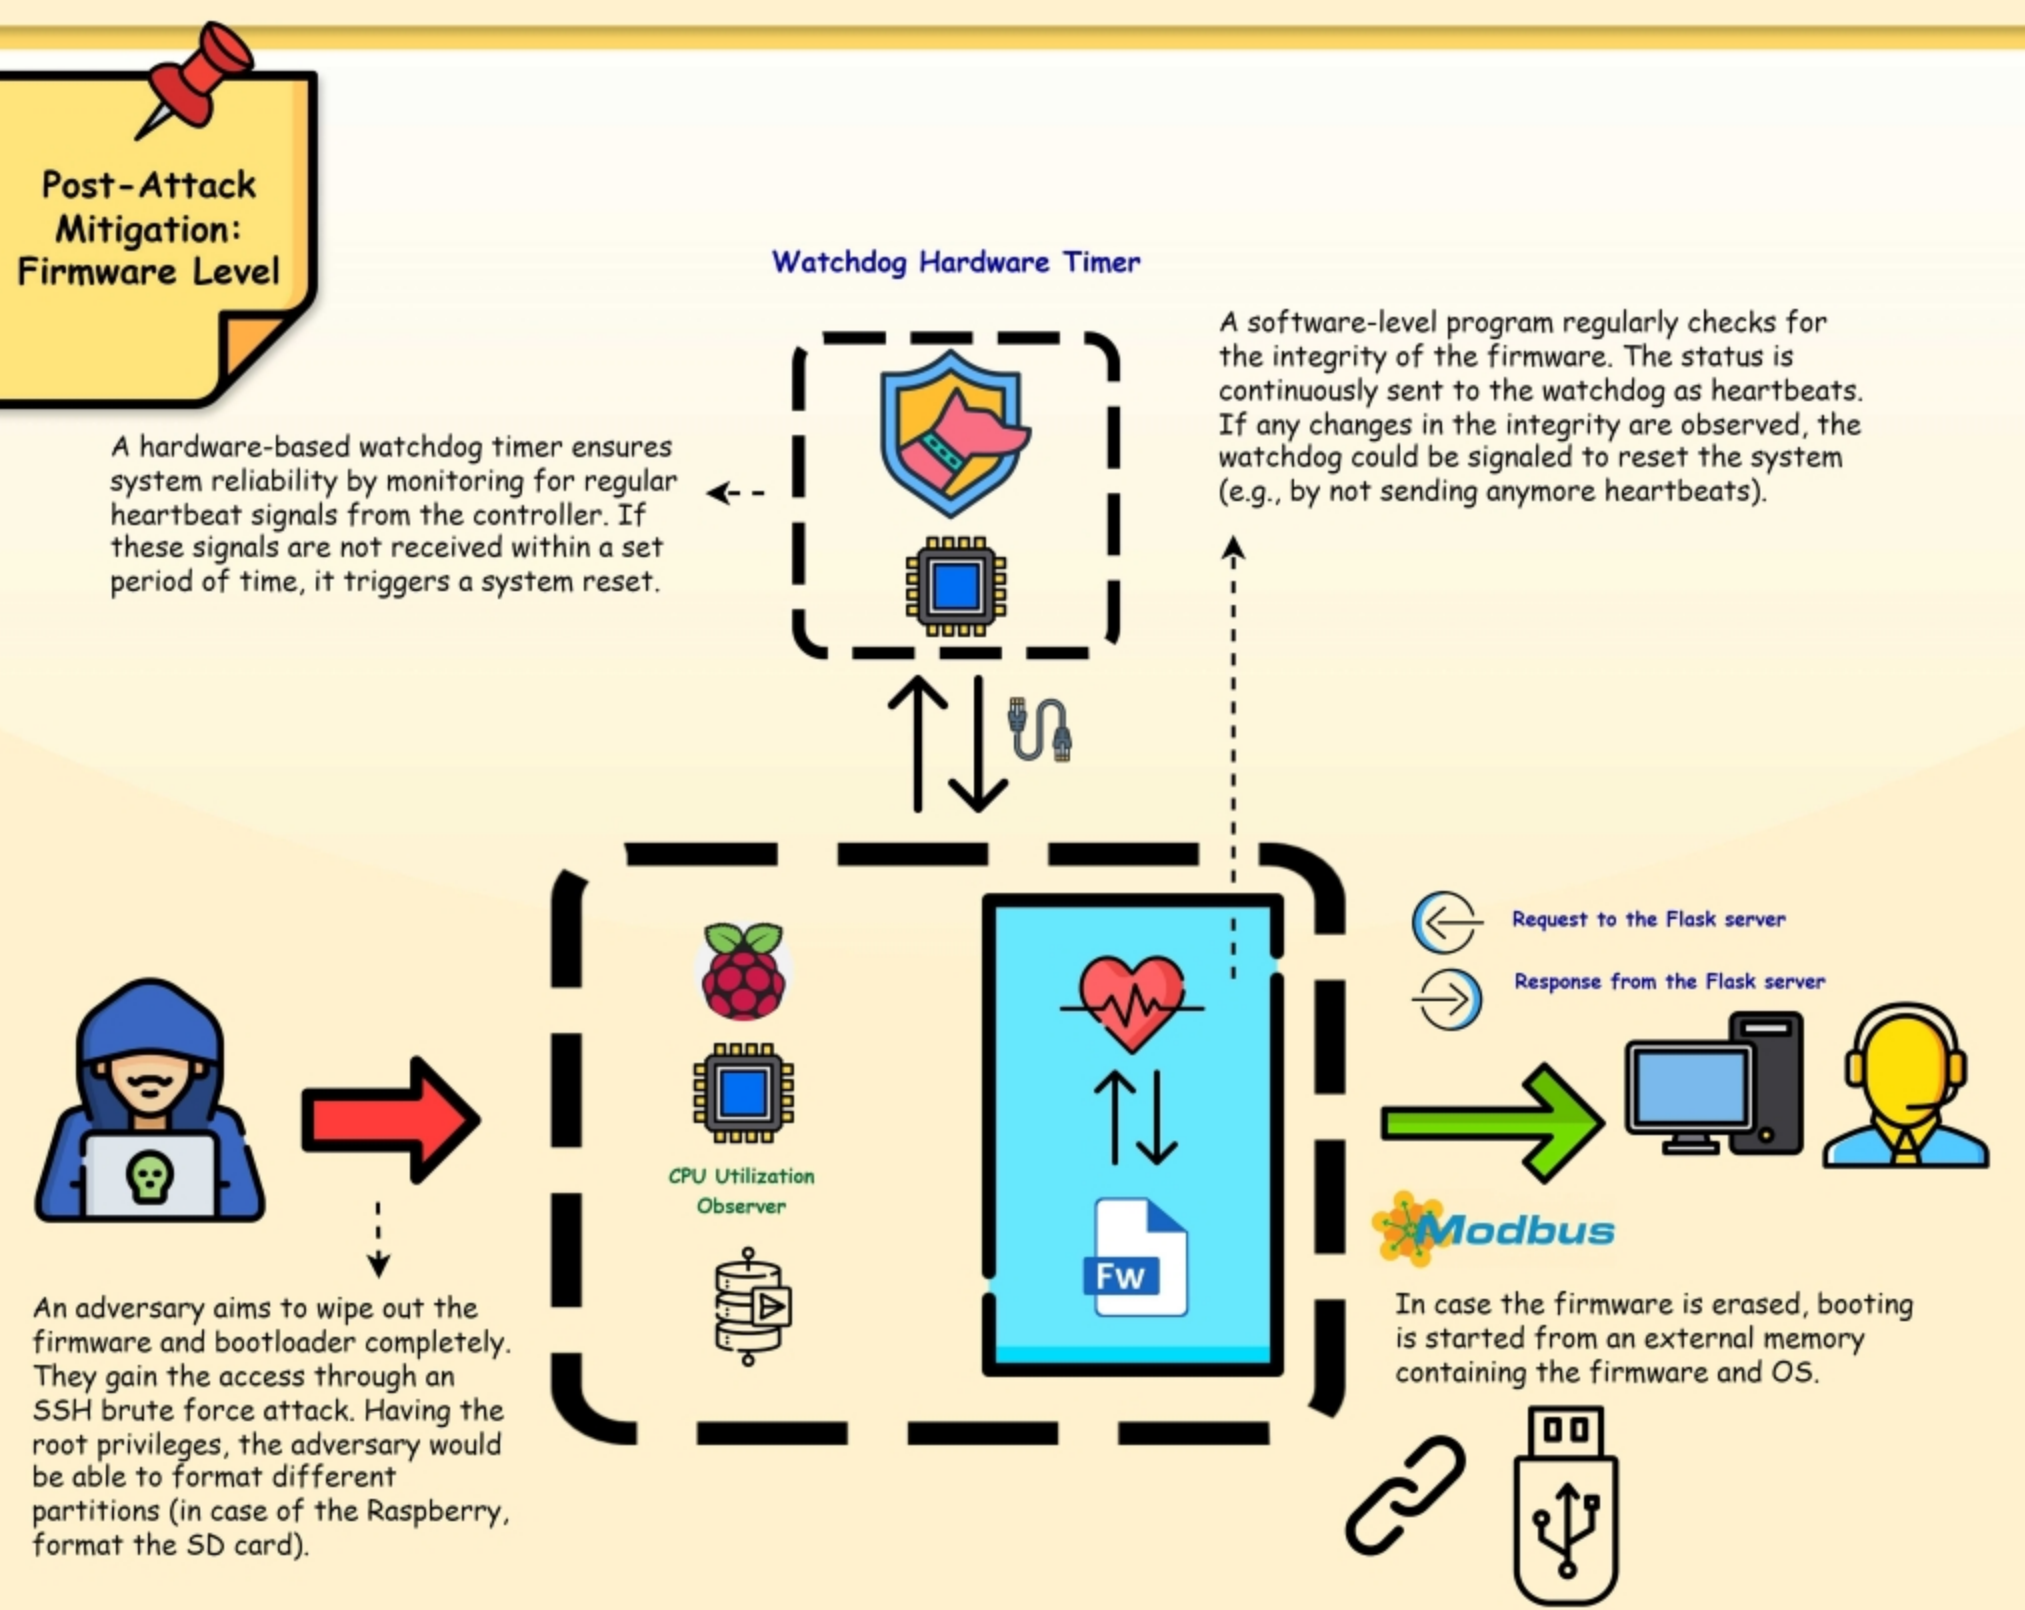 Post-Attack
Mitigation:
Firmware Level
Watchdog Hardware Timer
A hardware-based watchdog timer ensures
system reliability by monitoring for regular
heartbeat signals from the controller. If
these signals are not received within a set
period of time, it triggers a system reset.
A software-level program regularly checks for
the integrity of the firmware. The status is
continuously sent to the watchdog as heartbeats.
If any changes in the integrity are observed, the
watchdog could be signaled to reset the system
(e.g., by not sending anymore heartbeats).
Request to the Flask server
Response from the Flask server
CPU Utilization
Observer
Fw
Modbus
An adversary aims to wipe out the
firmware and bootloader completely.
They gain the access through an
SSH brute force attack. Having the
root privileges, the adversary would
be able to format different
partitions (in case of the Raspberry,
format the SD card).
In case the firmware is erased, booting
is started from an external memory
containing the firmware and OS.